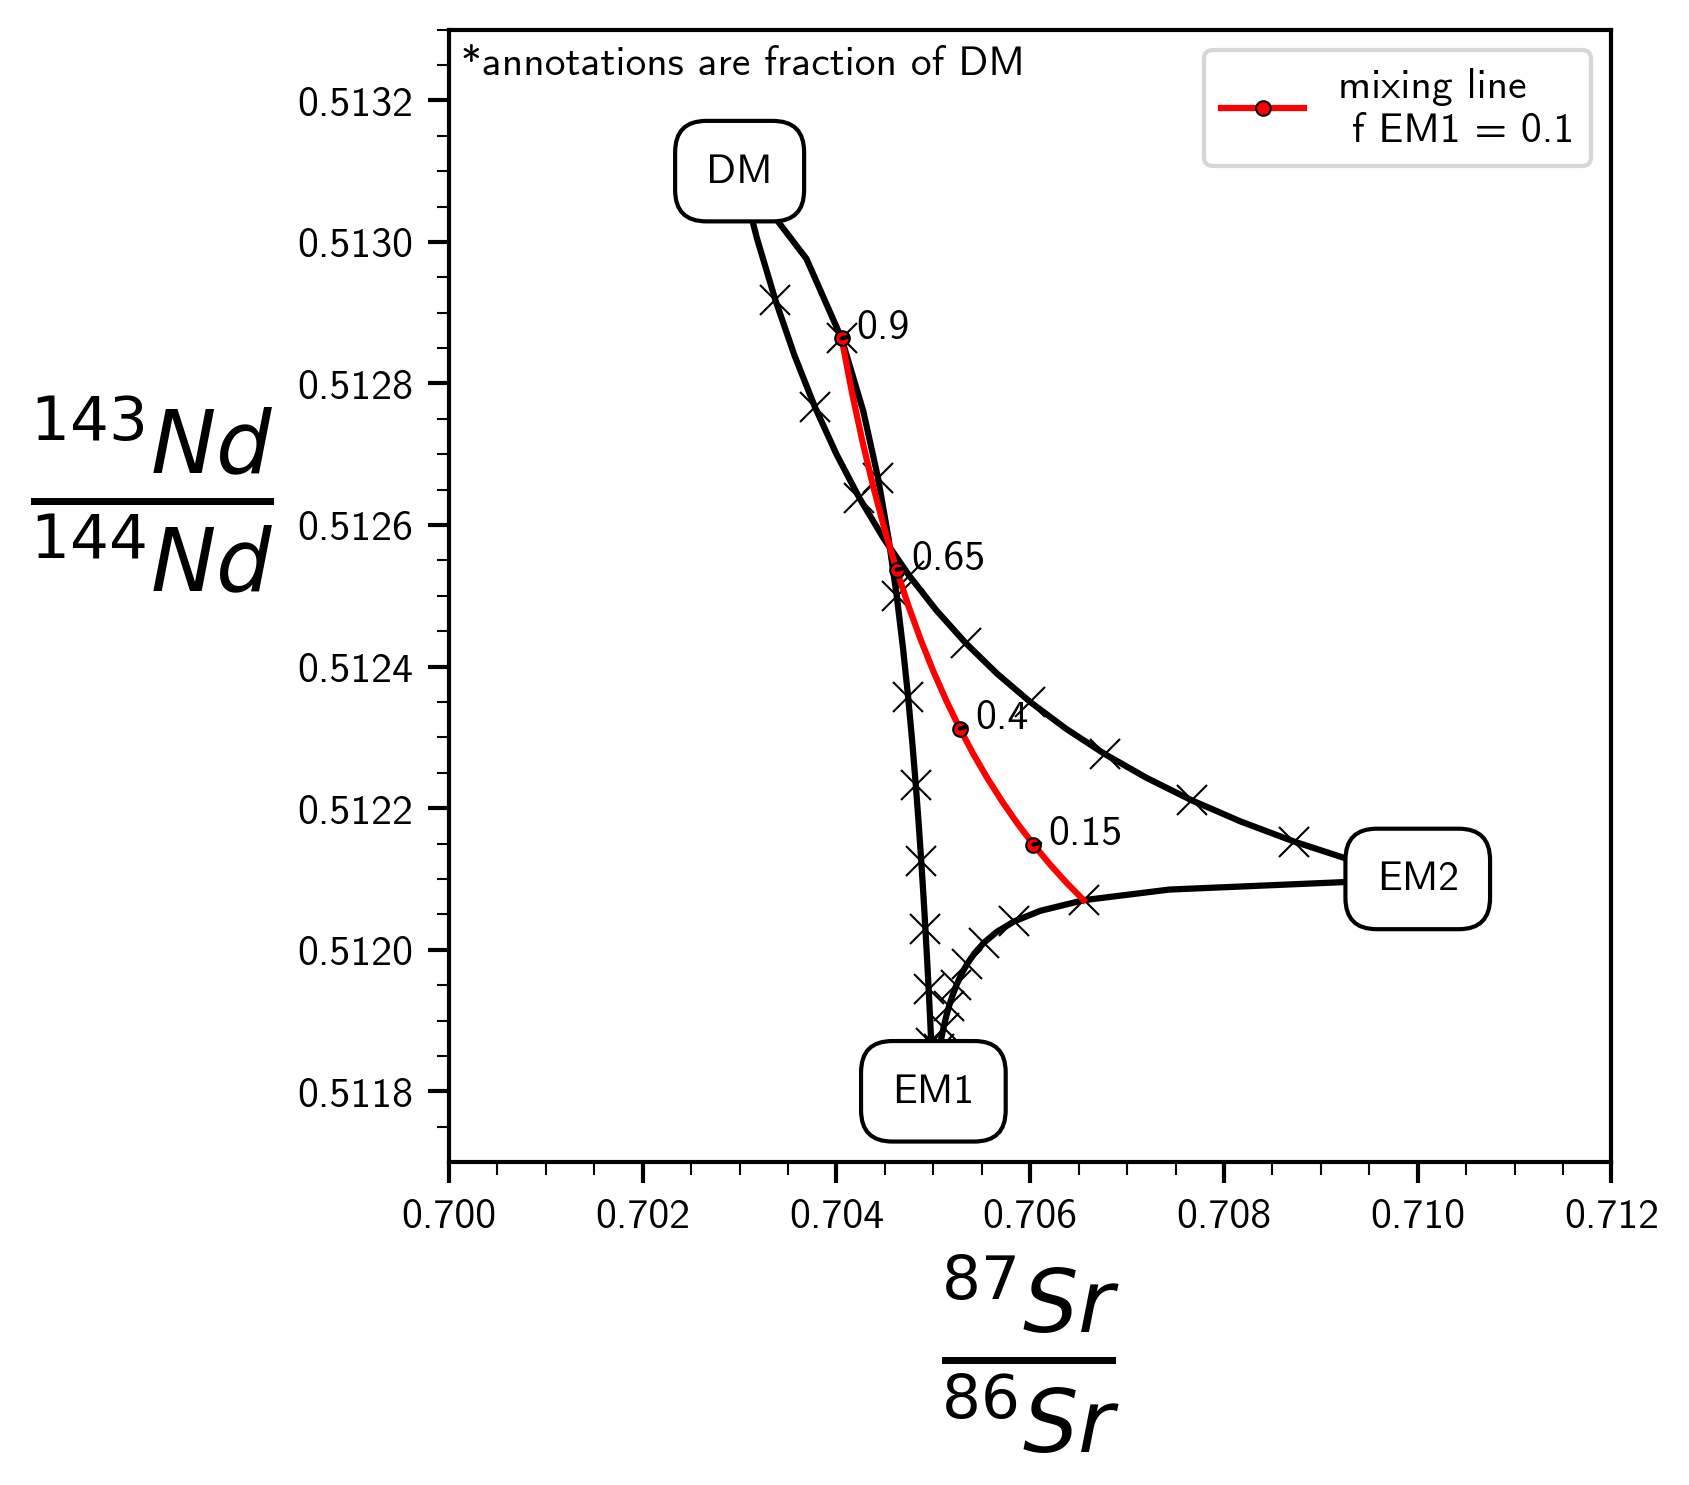 *annotations are fraction of DM
mixing line
f EM1 = 0.1
0.5132
DM
0.5130
0.9
0.5128
143Nd
144Nd
0.5126
0.65
0.5124
0.4
0.5122
0.15
EM2
0.5120
EM1
0.5118
0.700 0.702 0.704 0.706 0.708 0.710 0.712
87Sr
86Sr